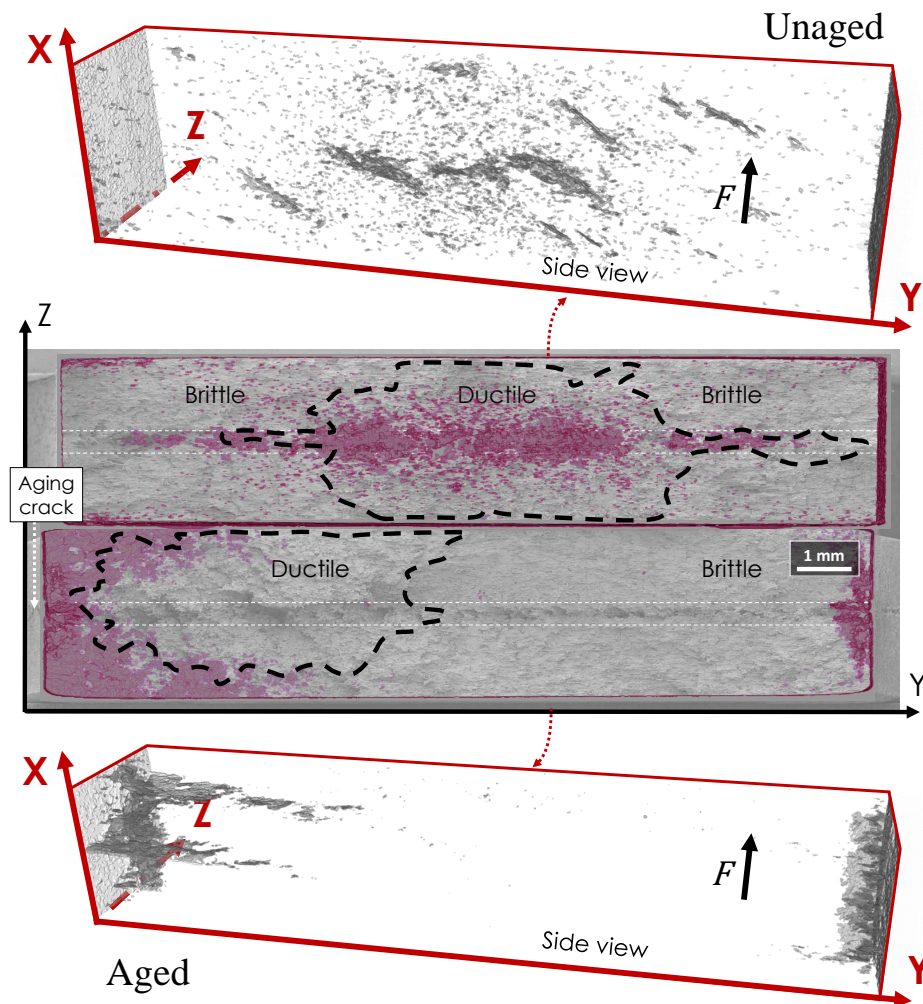 Unaged
X
Z
F
Side view
Y
Z
Brittle
Ductile
Brittle
Aging
crack
1 mm
Ductile
Brittle
Y
X
Z
F
Side view
Aged
Y